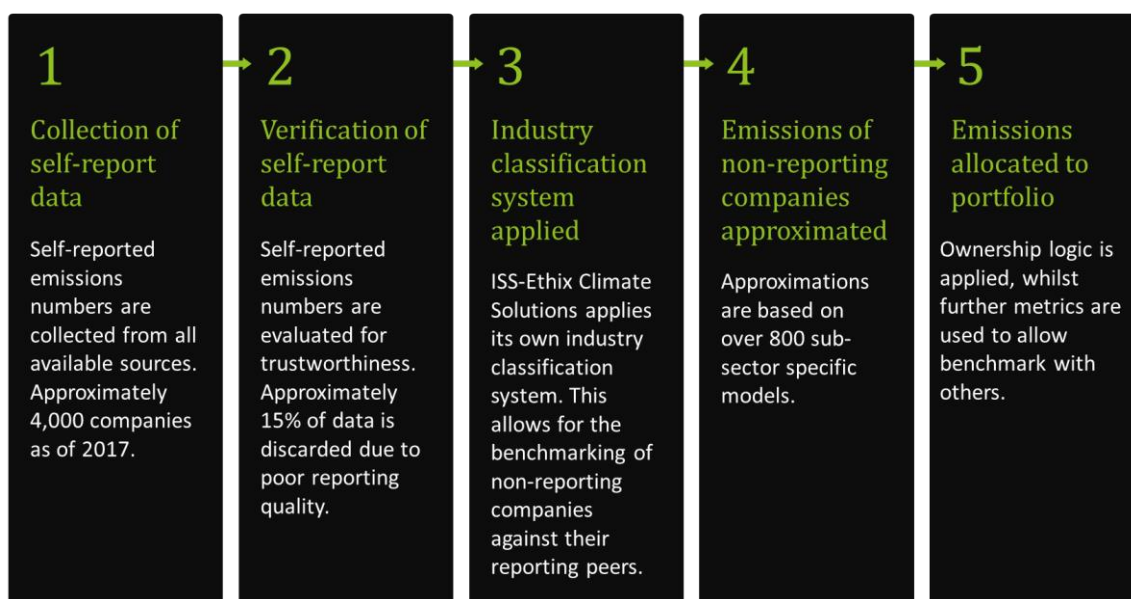 1
Collection of
self-report
data
Self-reported
emissions
numbers are
collected from all
available sources.
Approximately
4,000 companies
as of 2017.
2
Verification of
self-report
data
Self-reported
emissions
numbers are
evaluated for
trustworthiness.
Approximately
15% of data is
discarded due to
poor reporting
quality.
3
Industry
classification
system
applied
ISS-Ethix Climate
Solutions applies
its own industry
classification
system. This
allows for the
benchmarking of
non-reporting
companies
against their
reporting peers.
4
Emissions of
non-reporting
companies
approximated
Approximations
are based on
over 800 sub-
sector specific
models.
5
Emissions
allocated to
portfolio
Ownership logic is
applied, whilst
further metrics are
used to allow
benchmark with
others.